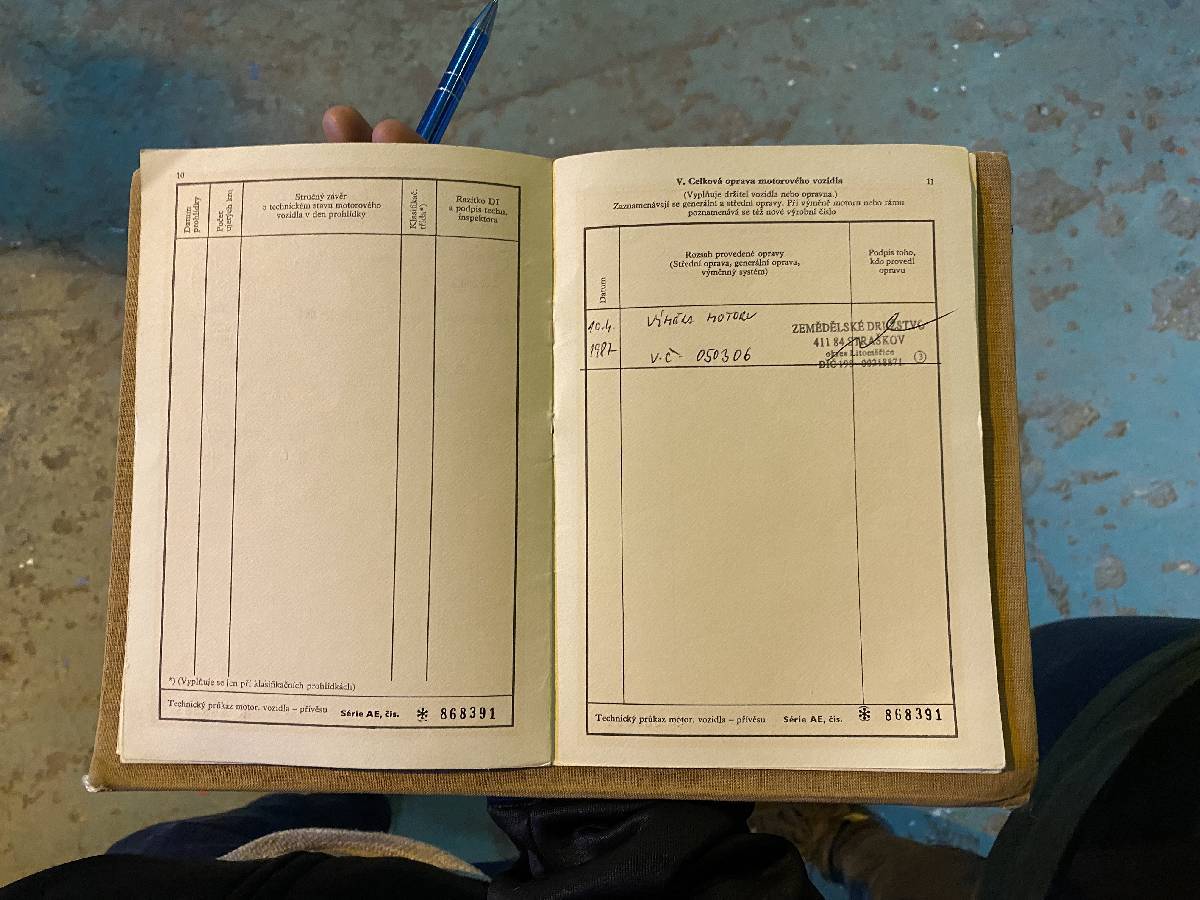 10
Datum prohlídky
Počet ujetých km
Stručný závěr
o technickém stavu motorového
vozidla v den prohlídky
Klasifikač. třída*)
Razítko DI
a podpis techn.
inspektora
*) (Vyplňuje se jen při klasifikačních prohlídkách)
Technický průkaz motor. vozidla – přívěsu Série AE, čís. ✻ 868391
11
V. Celková oprava motorového vozidla
(Vyplňuje držitel vozidla nebo opravna.)
Zaznamenávají se generální a střední opravy. Při výměně motoru nebo rámu
poznamenává se též nové výrobní číslo
Datum
Rozsah provedené opravy
(Střední oprava, generální oprava,
výměnný systém)
Podpis toho,
kdo provedl
opravu
20.4.
1987
VÝMĚNA MOTORU
V.Č 050306
ZEMĚDĚLSKÉ DRUŽSTVO
411 84 STRAŠKOV
okres Litoměřice
3
Technický průkaz motor. vozidla – přívěsu Série AE, čís. ✻ 868391